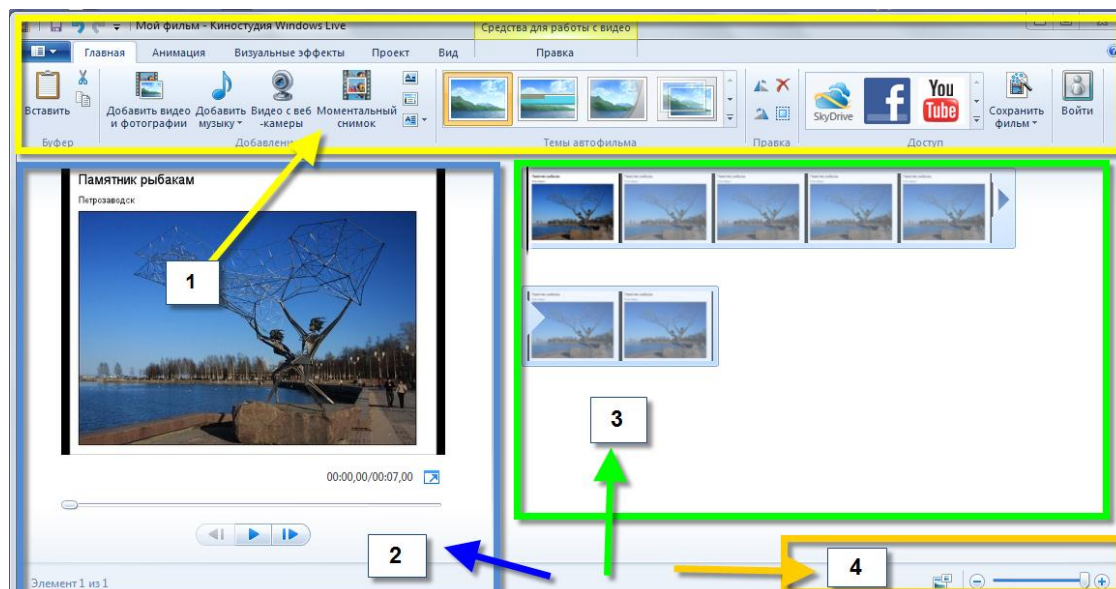 Мой фильм - Киностудия Windows Live
Средства для работы с видео
Главная Анимация Визуальные эффекты Проект Вид Правка
Вставить
Добавить видео и фотографии
Добавить музыку
Видео с веб -камеры
Моментальный снимок
SkyDrive
f
You Tube
Сохранить фильм
Войти
Буфер
Добавлени
Темы автофильма
Правка
Доступ
Памятник рыбакам
Петрозаводск
1
3
00:00,00/00:07,00
2
4
Элемент 1 из 1